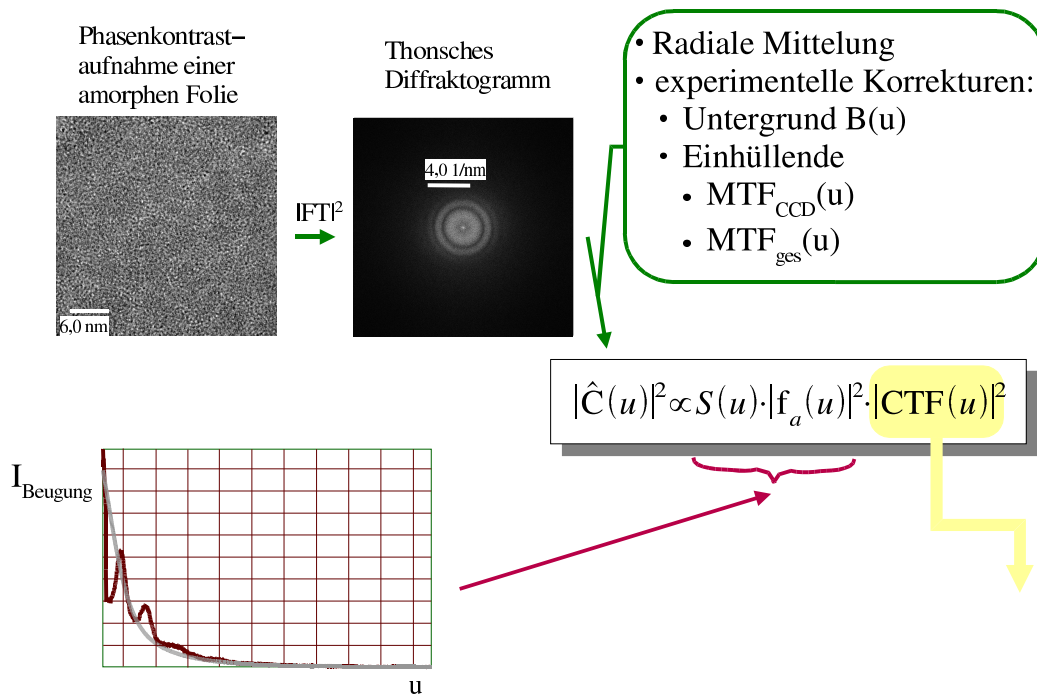 Phasenkontrast–
aufnahme einer
amorphen Folie
6,0 nm
|FT|²
Thonsches
Diffraktogramm
4,0 1/nm
• Radiale Mittelung
• experimentelle Korrekturen:
• Untergrund B(u)
• Einhüllende
• MTF_CCD(u)
• MTF_ges(u)
|Ĉ(u)|²∝S(u)·|f_a(u)|²·|CTF(u)|²
I_Beugung
u